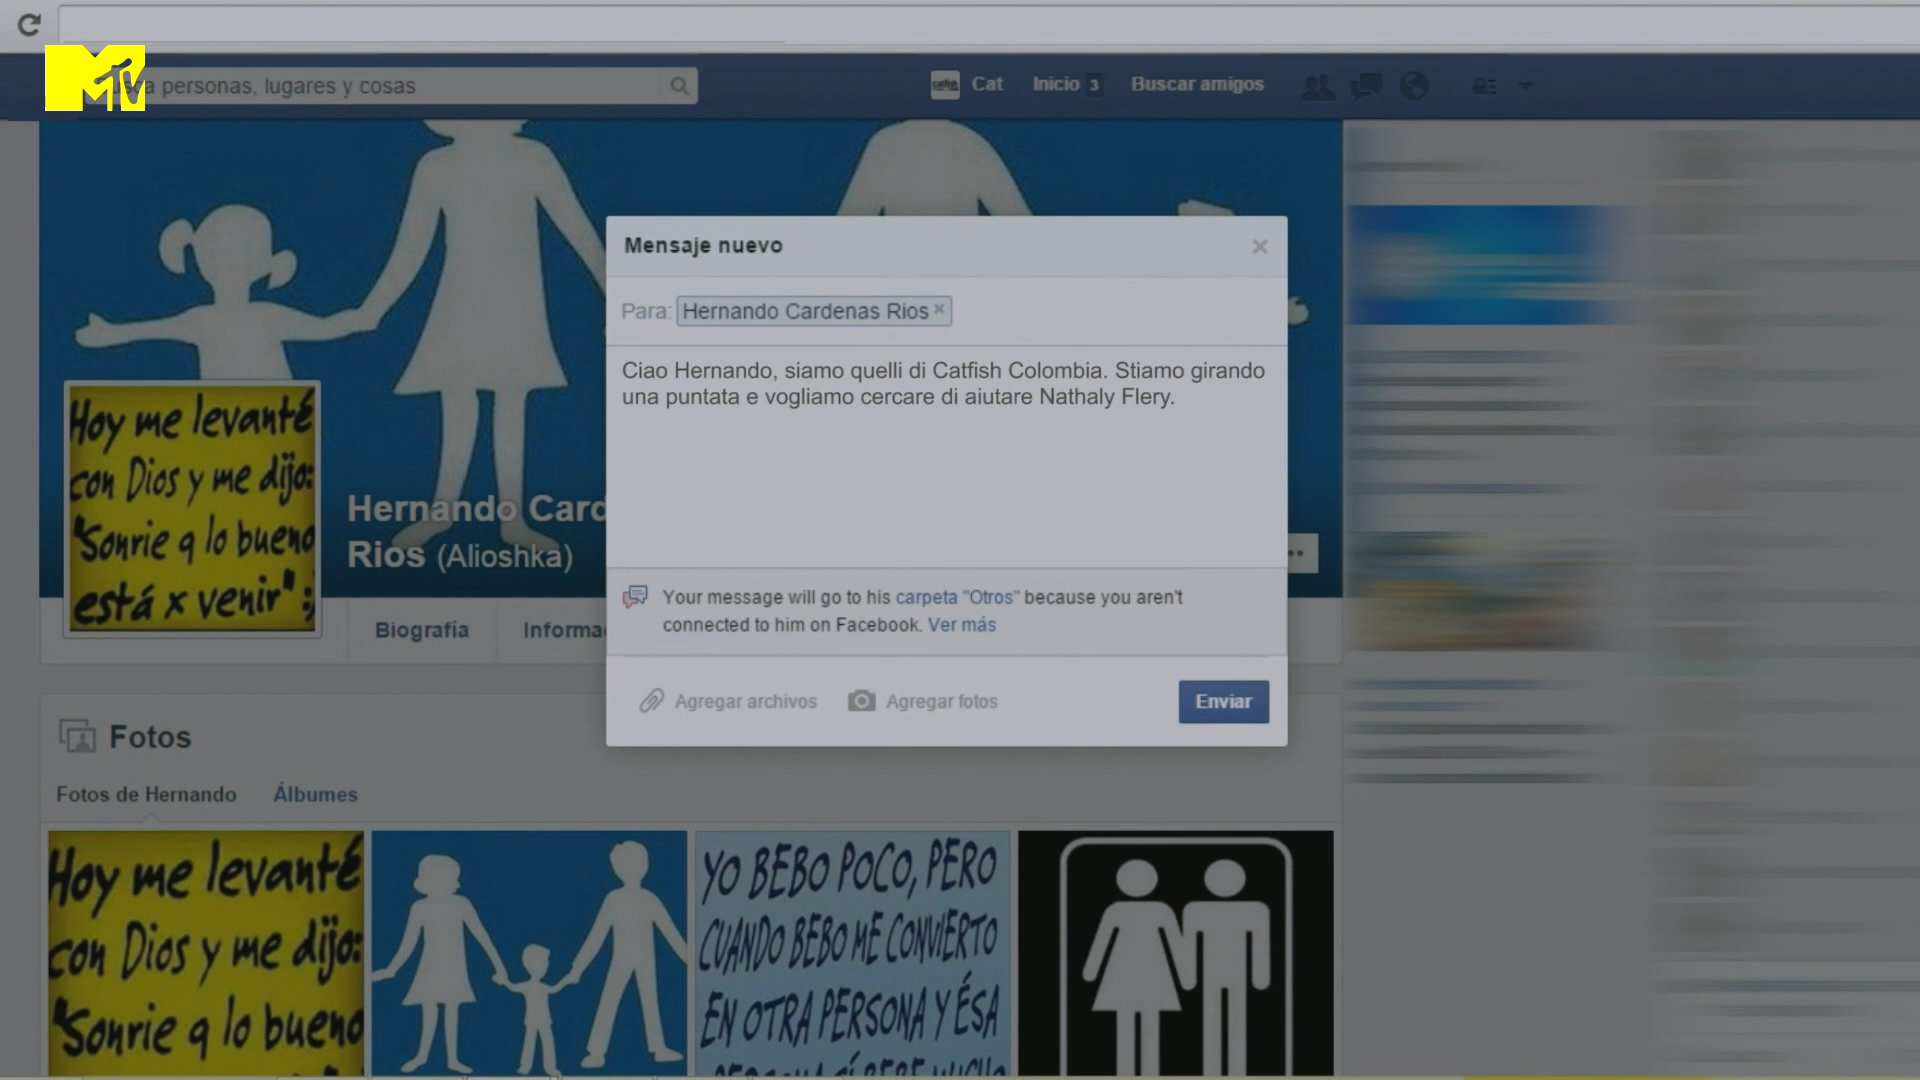 MTV
personas, lugares y cosas
Cat
Inicio 3
Buscar amigos
Mensaje nuevo
Para: Hernando Cardenas Rios
Ciao Hernando, siamo quelli di Catfish Colombia. Stiamo girando
una puntata e vogliamo cercare di aiutare Nathaly Flery.
Your message will go to his carpeta "Otros" because you aren't
connected to him on Facebook. Ver más
Agregar archivos
Agregar fotos
Enviar
Hoy me levanté
con Dios y me dijo:
"Sonrie q lo bueno
está x venir" :)
Hernando Card
Rios (Alioshka)
Biografía
Informa
Fotos
Fotos de Hernando
Álbumes
Hoy me levanté
con Dios y me dijo:
"Sonrie q lo bueno
YO BEBO POCO, PERO
CUANDO BEBO ME CONVIERTO
EN OTRA PERSONA Y ÉSA